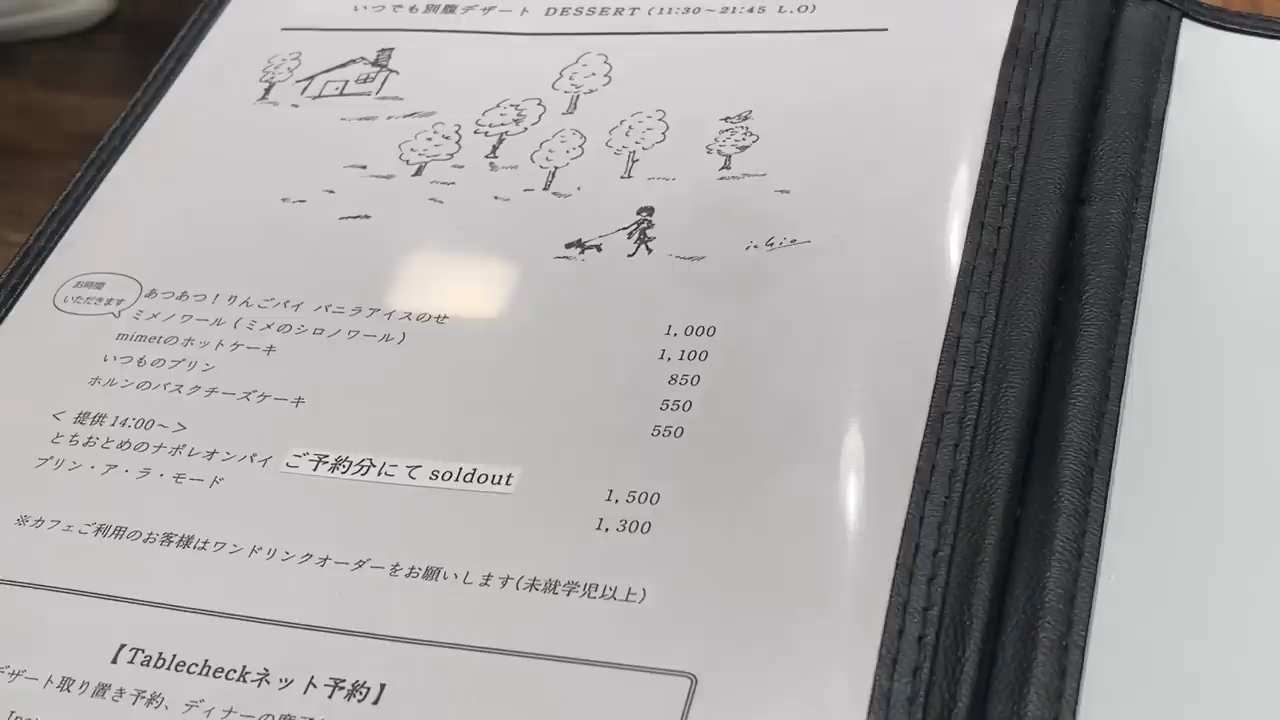 いつでも別腹デザート DESSERT (11:30~21:45 L.O)
ichio
お時間
いただきます
あつあつ！りんごパイ バニラアイスのせ 1,000
ミメノワール (ミメのシロノワール) 1,100
mimetのホットケーキ 850
いつものプリン 550
ホルンのバスクチーズケーキ 550
< 提供 14:00~>
とちおとめのナポレオンパイ ご予約分にて soldout 1,500
プリン・ア・ラ・モード 1,300
※カフェご利用のお客様はワンドリンクオーダーをお願いします(未就学児以上)
【Tablecheckネット予約】
デザート取り置き予約、ディナーの